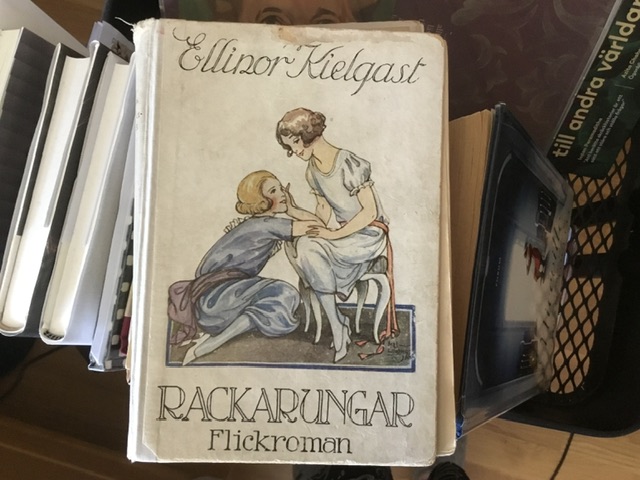 Ellinor Kielgast
RACKARUNGAR
Flickroman
till andra världar